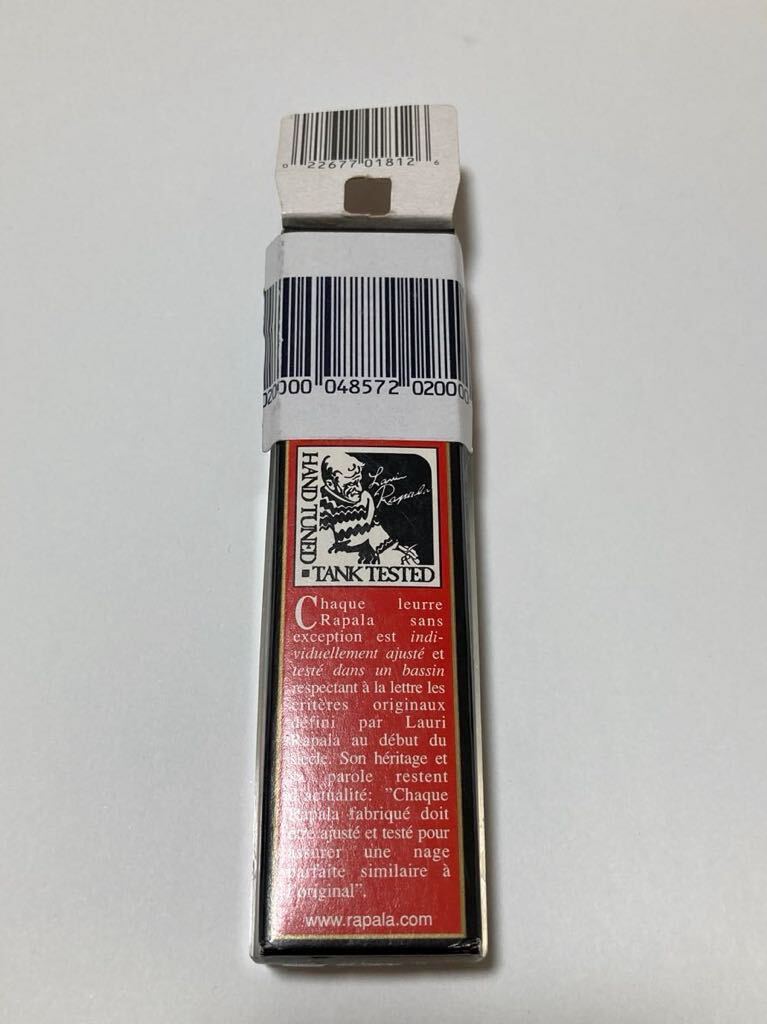 0 22677 01812 6
02000 048572 02000
Lauri
Rapala
HAND TUNED
TANK TESTED
Chaque leurre
Rapala sans
exception est indi-
viduellement ajusté et
testé dans un bassin
respectant à la lettre les
critères originaux
défini par Lauri
Rapala au début du
siècle. Son héritage et
parole restent
d'actualité: "Chaque
Rapala fabriqué doit
être ajusté et testé pour
assurer une nage
parfaite similaire à
l'original".
www.rapala.com